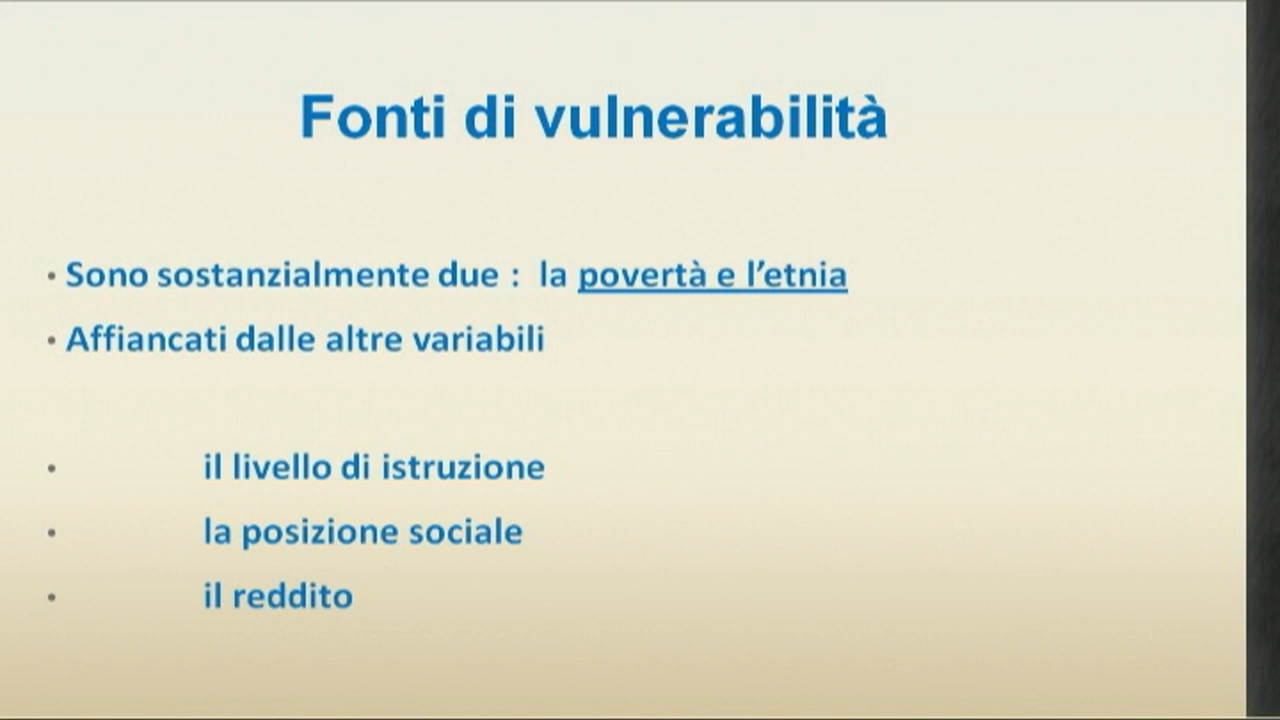 Fonti di vulnerabilità
• Sono sostanzialmente due : la povertà e l’etnia
• Affiancati dalle altre variabili
• il livello di istruzione
• la posizione sociale
• il reddito